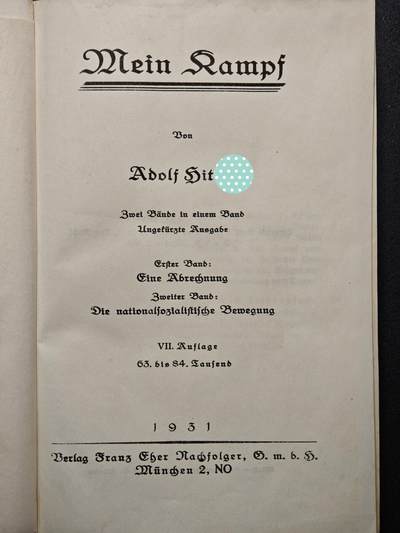 Mein Kampf
Von
Adolf Hit
Zwei Bände in einem Band
Ungekürzte Ausgabe
Erster Band:
Eine Abrechnung
Zweiter Band:
Die nationalsozialistische Bewegung
VII. Auflage
63. bis 84. Tausend
1931
Verlag Franz Eher Nachfolger, G. m. b. H.
München 2, NO